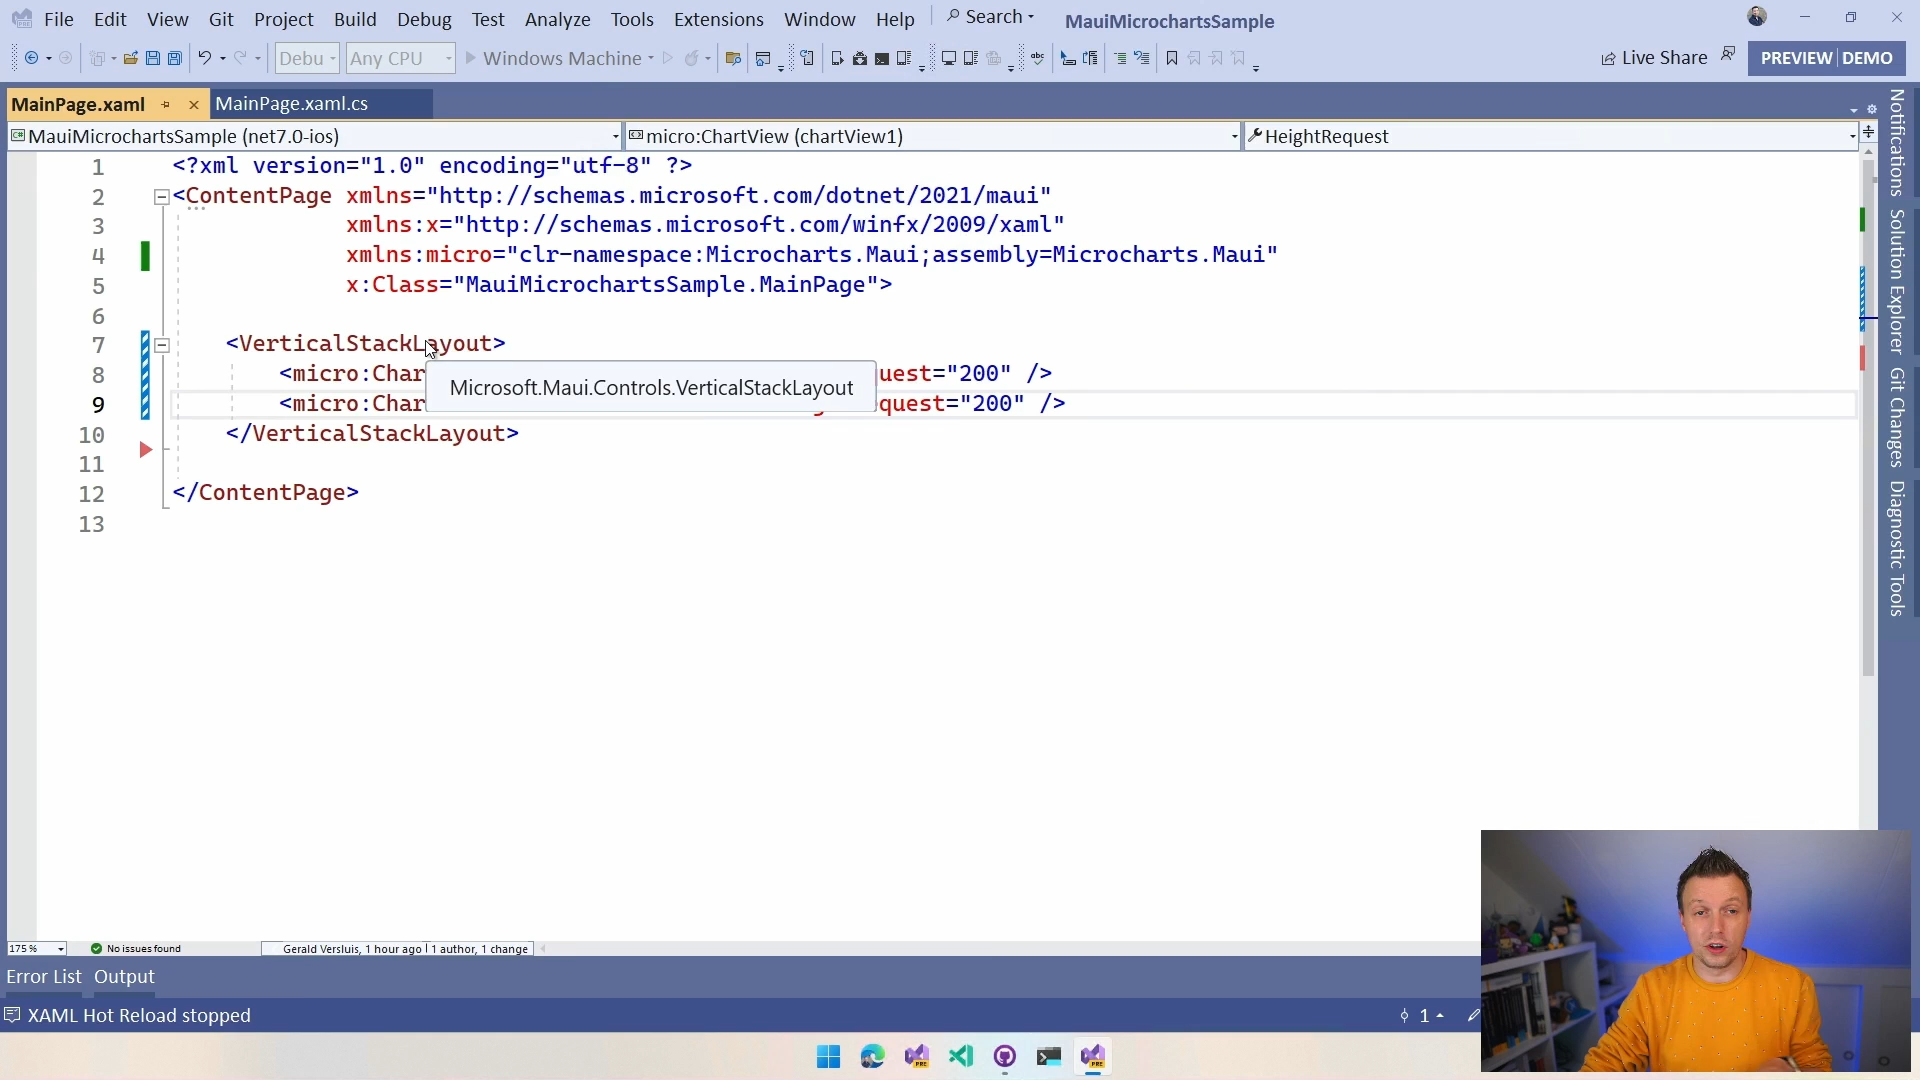 File Edit View Git Project Build Debug Test Analyze Tools Extensions Window Help Search MauiMicrochartsSample
Debu Any CPU Windows Machine Live Share PREVIEW DEMO
MainPage.xaml MainPage.xaml.cs
MauiMicrochartsSample (net7.0-ios) micro:ChartView (chartView1) HeightRequest
1 <?xml version="1.0" encoding="utf-8" ?>
2 <ContentPage xmlns="http://schemas.microsoft.com/dotnet/2021/maui"
3 xmlns:x="http://schemas.microsoft.com/winfx/2009/xaml"
4 xmlns:micro="clr-namespace:Microcharts.Maui;assembly=Microcharts.Maui"
5 x:Class="MauiMicrochartsSample.MainPage">
6
7 <VerticalStackLayout>
8 <micro:Char uest="200" />
Microsoft.Maui.Controls.VerticalStackLayout
9 <micro:Char quest="200" />
10 </VerticalStackLayout>
11
12 </ContentPage>
13
Notifications
Solution Explorer
Git Changes
Diagnostic Tools
175 % No issues found Gerald Versluis, 1 hour ago | 1 author, 1 change
Error List Output
XAML Hot Reload stopped 1